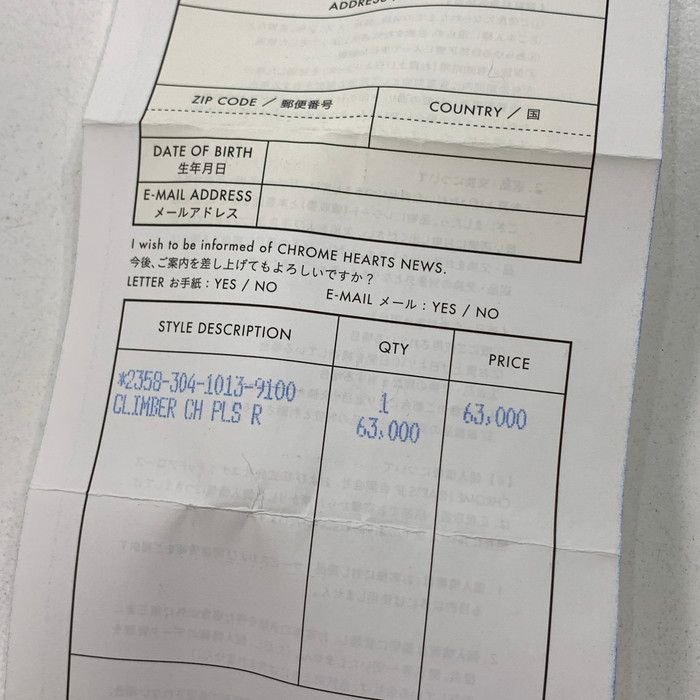 ADDRESS
ZIP CODE / 郵便番号
COUNTRY / 国
DATE OF BIRTH
生年月日
E-MAIL ADDRESS
メールアドレス
I wish to be informed of CHROME HEARTS NEWS.
今後、ご案内を差し上げてもよろしいですか？
LETTER お手紙 : YES / NO E-MAIL メール : YES / NO
STYLE DESCRIPTION QTY PRICE
*2358-304-1013-9100 1 63,000
CLIMBER CH PLS R 63,000